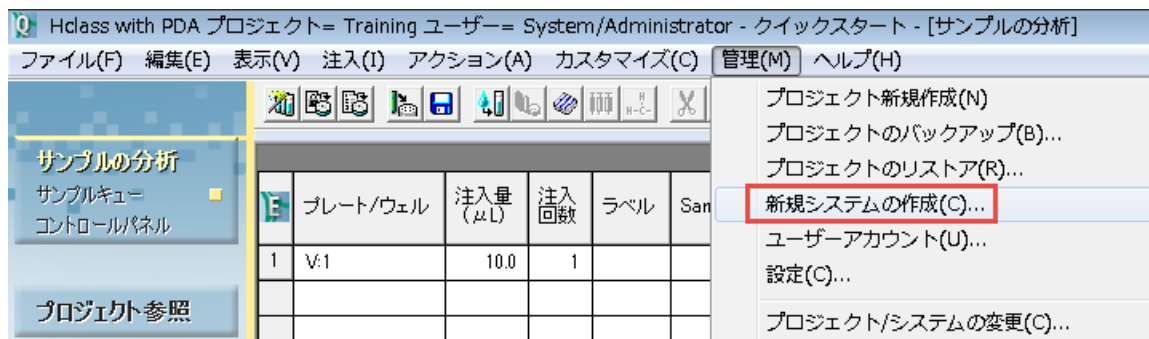 Hclass with PDA プロジェクト= Training ユーザー= System/Administrator - クイックスタート - [サンプルの分析]
ファイル(F) 編集(E) 表示(V) 注入(I) アクション(A) カスタマイズ(C) 管理(M) ヘルプ(H)
プロジェクト新規作成(N)
プロジェクトのバックアップ(B)...
プロジェクトのリストア(R)...
新規システムの作成(C)...
ユーザーアカウント(U)...
設定(C)...
プロジェクト/システムの変更(C)...
サンプルの分析
サンプルキュー
コントロールパネル
プロジェクト参照
プレート/ウェル 注入量 (μL) 注入回数 ラベル San
1 V:1 10.0 1